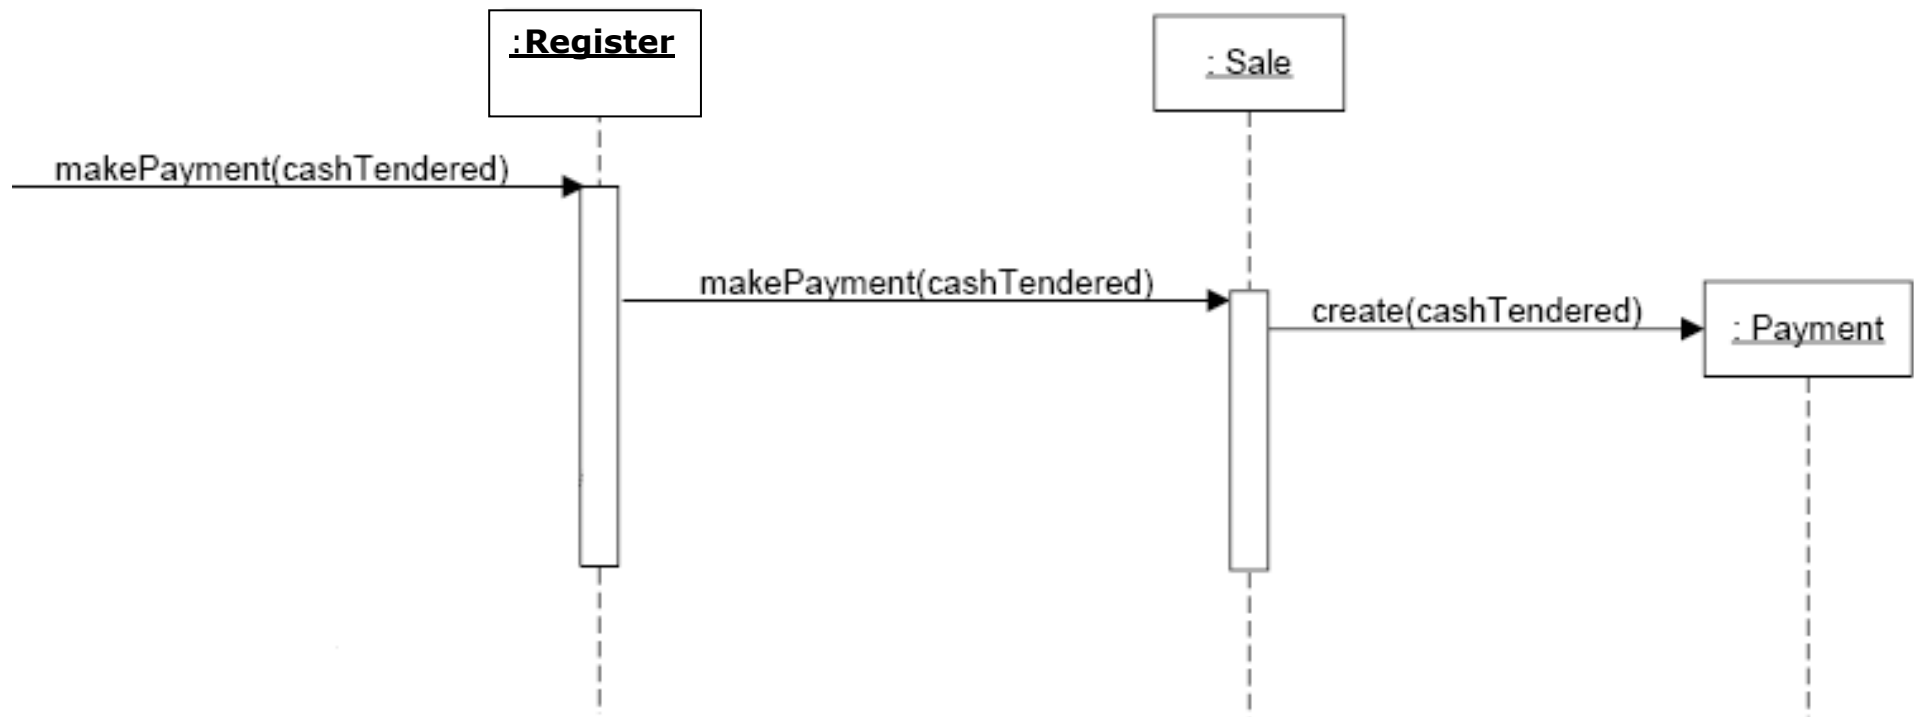 :Register
: Sale
makePayment(cashTendered)
makePayment(cashTendered)
create(cashTendered)
: Payment